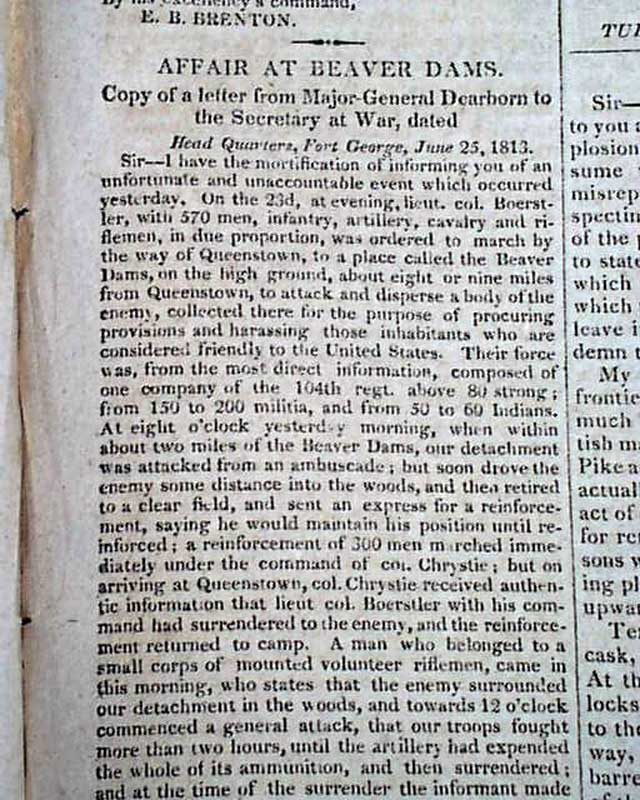 By his excellency's command,
E. B. BRENTON.
AFFAIR AT BEAVER DAMS.
Copy of a letter from Major-General Dearborn to
the Secretary at War, dated
Head Quarters, Fort George, June 25, 1813.
Sir—I have the mortification of informing you of an
unfortunate and unaccountable event which occurred
yesterday. On the 23d, at evening, lieut. col. Boerst-
ler, with 570 men, infantry, artillery, cavalry and ri-
flemen, in due proportion, was ordered to march by
the way of Queenstown, to a place called the Beaver
Dams, on the high ground, about eight or nine miles
from Queenstown, to attack and disperse a body of the
enemy, collected there for the purpose of procuring
provisions and harassing those inhabitants who are
considered friendly to the United States. Their force
was, from the most direct information, composed of
one company of the 104th regt. above 80 strong;
from 150 to 200 militia, and from 50 to 60 Indians.
At eight o'clock yesterday morning, when within
about two miles of the Beaver Dams, our detachment
was attacked from an ambuscade; but soon drove the
enemy some distance into the woods, and then retired
to a clear field, and sent an express for a reinforce-
ment, saying he would maintain his position until re-
inforced; a reinforcement of 300 men marched imme-
diately under the command of col. Chrystie; but on
arriving at Queenstown, col. Chrystie received authen-
tic information that lieut col. Boerstler with his com-
mand had surrendered to the enemy, and the reinforce-
ment returned to camp. A man who belonged to a
small corps of mounted volunteer riflemen, came in
this morning, who states that the enemy surrounded
our detachment in the woods, and towards 12 o'clock
commenced a general attack, that our troops fought
more than two hours, until the artillery had expended
the whole of its ammunition, and then surrendered;
and at the time of the surrender the informant made
Sir—
to you a
plosion
sume
misrep
spectin
of the
to state
which
which
leave i
demn t
My
frontie
much
tish ma
Pike a
actuall
act of
for ret
sons w
ing pl
upwa
Te
cask,
At th
locks
to the
way,
barre